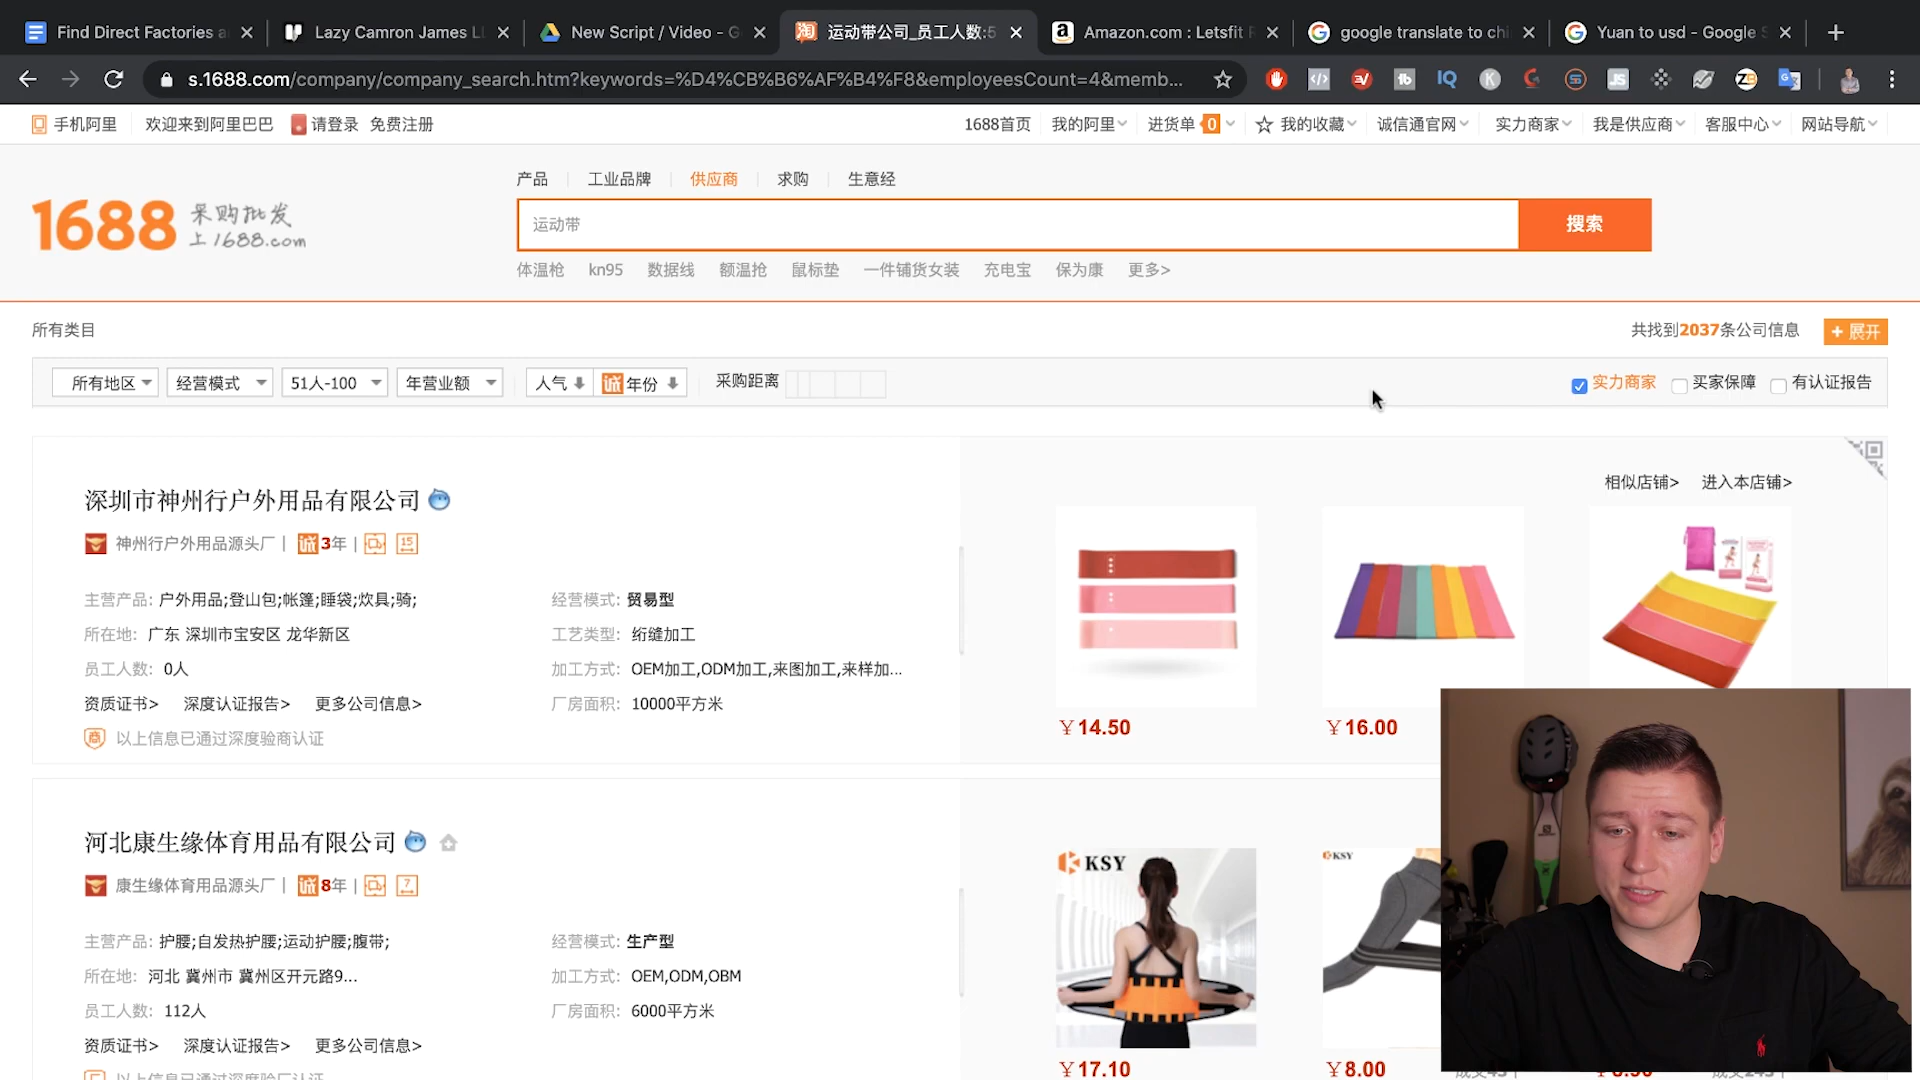 Find Direct Factories a
Lazy Camron James LL
New Script / Video - G
运动带公司_员工人数:5
Amazon.com : Letsfit R
google translate to chi
Yuan to usd - Google S
s.1688.com/company/company_search.htm?keywords=%D4%CB%B6%AF%B4%F8&employeesCount=4&memb...
手机阿里 欢迎来到阿里巴巴 请登录 免费注册
1688首页 我的阿里 进货单 0 我的收藏 诚信通官网 实力商家 我是供应商 客服中心 网站导航
产品 工业品牌 供应商 求购 生意经
1688 采购批发
上1688.com
运动带 搜索
体温枪 kn95 数据线 额温抢 鼠标垫 一件铺货女装 充电宝 保为康 更多>
所有类目
共找到2037条公司信息 + 展开
所有地区 经营模式 51人-100 年营业额 人气 诚 年份 采购距离
实力商家 买家保障 有认证报告
深圳市神州行户外用品有限公司
神州行户外用品源头厂 | 诚 3年 | 15
主营产品: 户外用品;登山包;帐篷;睡袋;炊具;骑;
经营模式: 贸易型
所在地: 广东 深圳市宝安区 龙华新区
工艺类型: 绗缝加工
员工人数: 0人
加工方式: OEM加工,ODM加工,来图加工,来样加...
资质证书> 深度认证报告> 更多公司信息>
厂房面积: 10000平方米
商 以上信息已通过深度验商认证
相似店铺> 进入本店铺>
¥14.50
¥16.00
河北康生缘体育用品有限公司
康生缘体育用品源头厂 | 诚 8年 | 7
主营产品: 护腰;自发热护腰;运动护腰;腹带;
经营模式: 生产型
所在地: 河北 冀州市 冀州区开元路9...
加工方式: OEM,ODM,OBM
员工人数: 112人
厂房面积: 6000平方米
资质证书> 深度认证报告> 更多公司信息>
以上信息已通过深度验厂认证
KSY
KSY
¥17.10
¥8.00